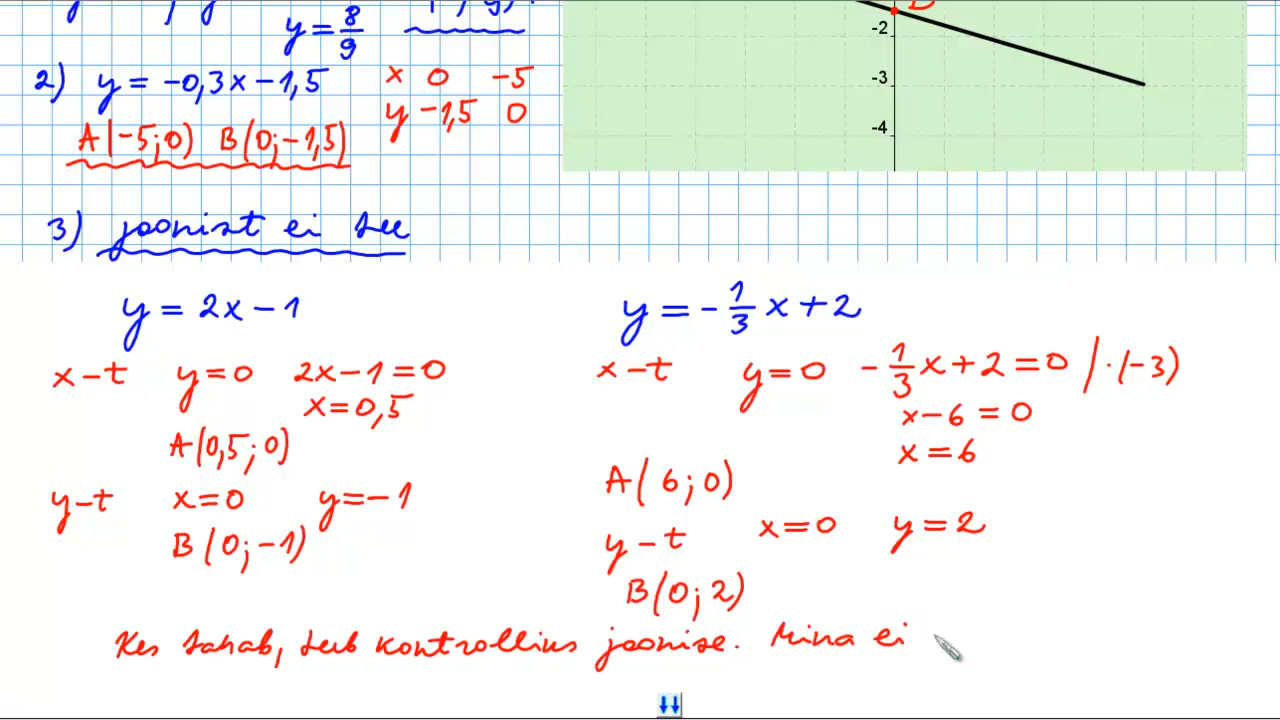 y = 8/9
2) y = -0,3x - 1,5
x 0 -5
y -1,5 0
A(-5;0) B(0;-1,5)
-2
-3
-4
3) joonist ei tee
y = 2x - 1
x-t y=0 2x-1=0
x=0,5
A(0,5;0)
y-t x=0 y=-1
B(0;-1)
y = -1/3 x + 2
x-t y=0 -1/3 x+2=0 /·(-3)
x-6=0
x=6
A(6;0)
y-t x=0 y=2
B(0;2)
Kes tahab, teeb kontrolliks joonise. Mina ei